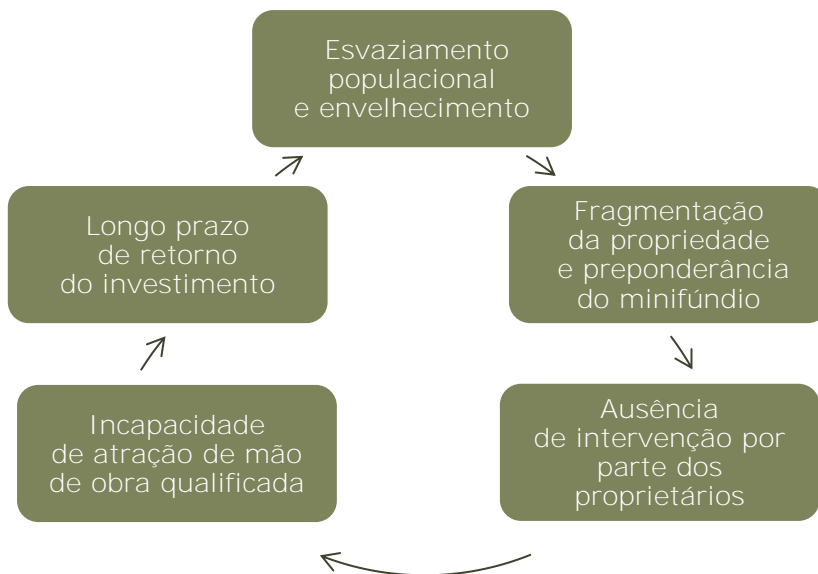 Esvaziamento
populacional
e envelhecimento
Fragmentação
da propriedade
e preponderância
do minifúndio
Ausência
de intervenção por
parte dos
proprietários
Incapacidade
de atração de mão
de obra qualificada
Longo prazo
de retorno
do investimento